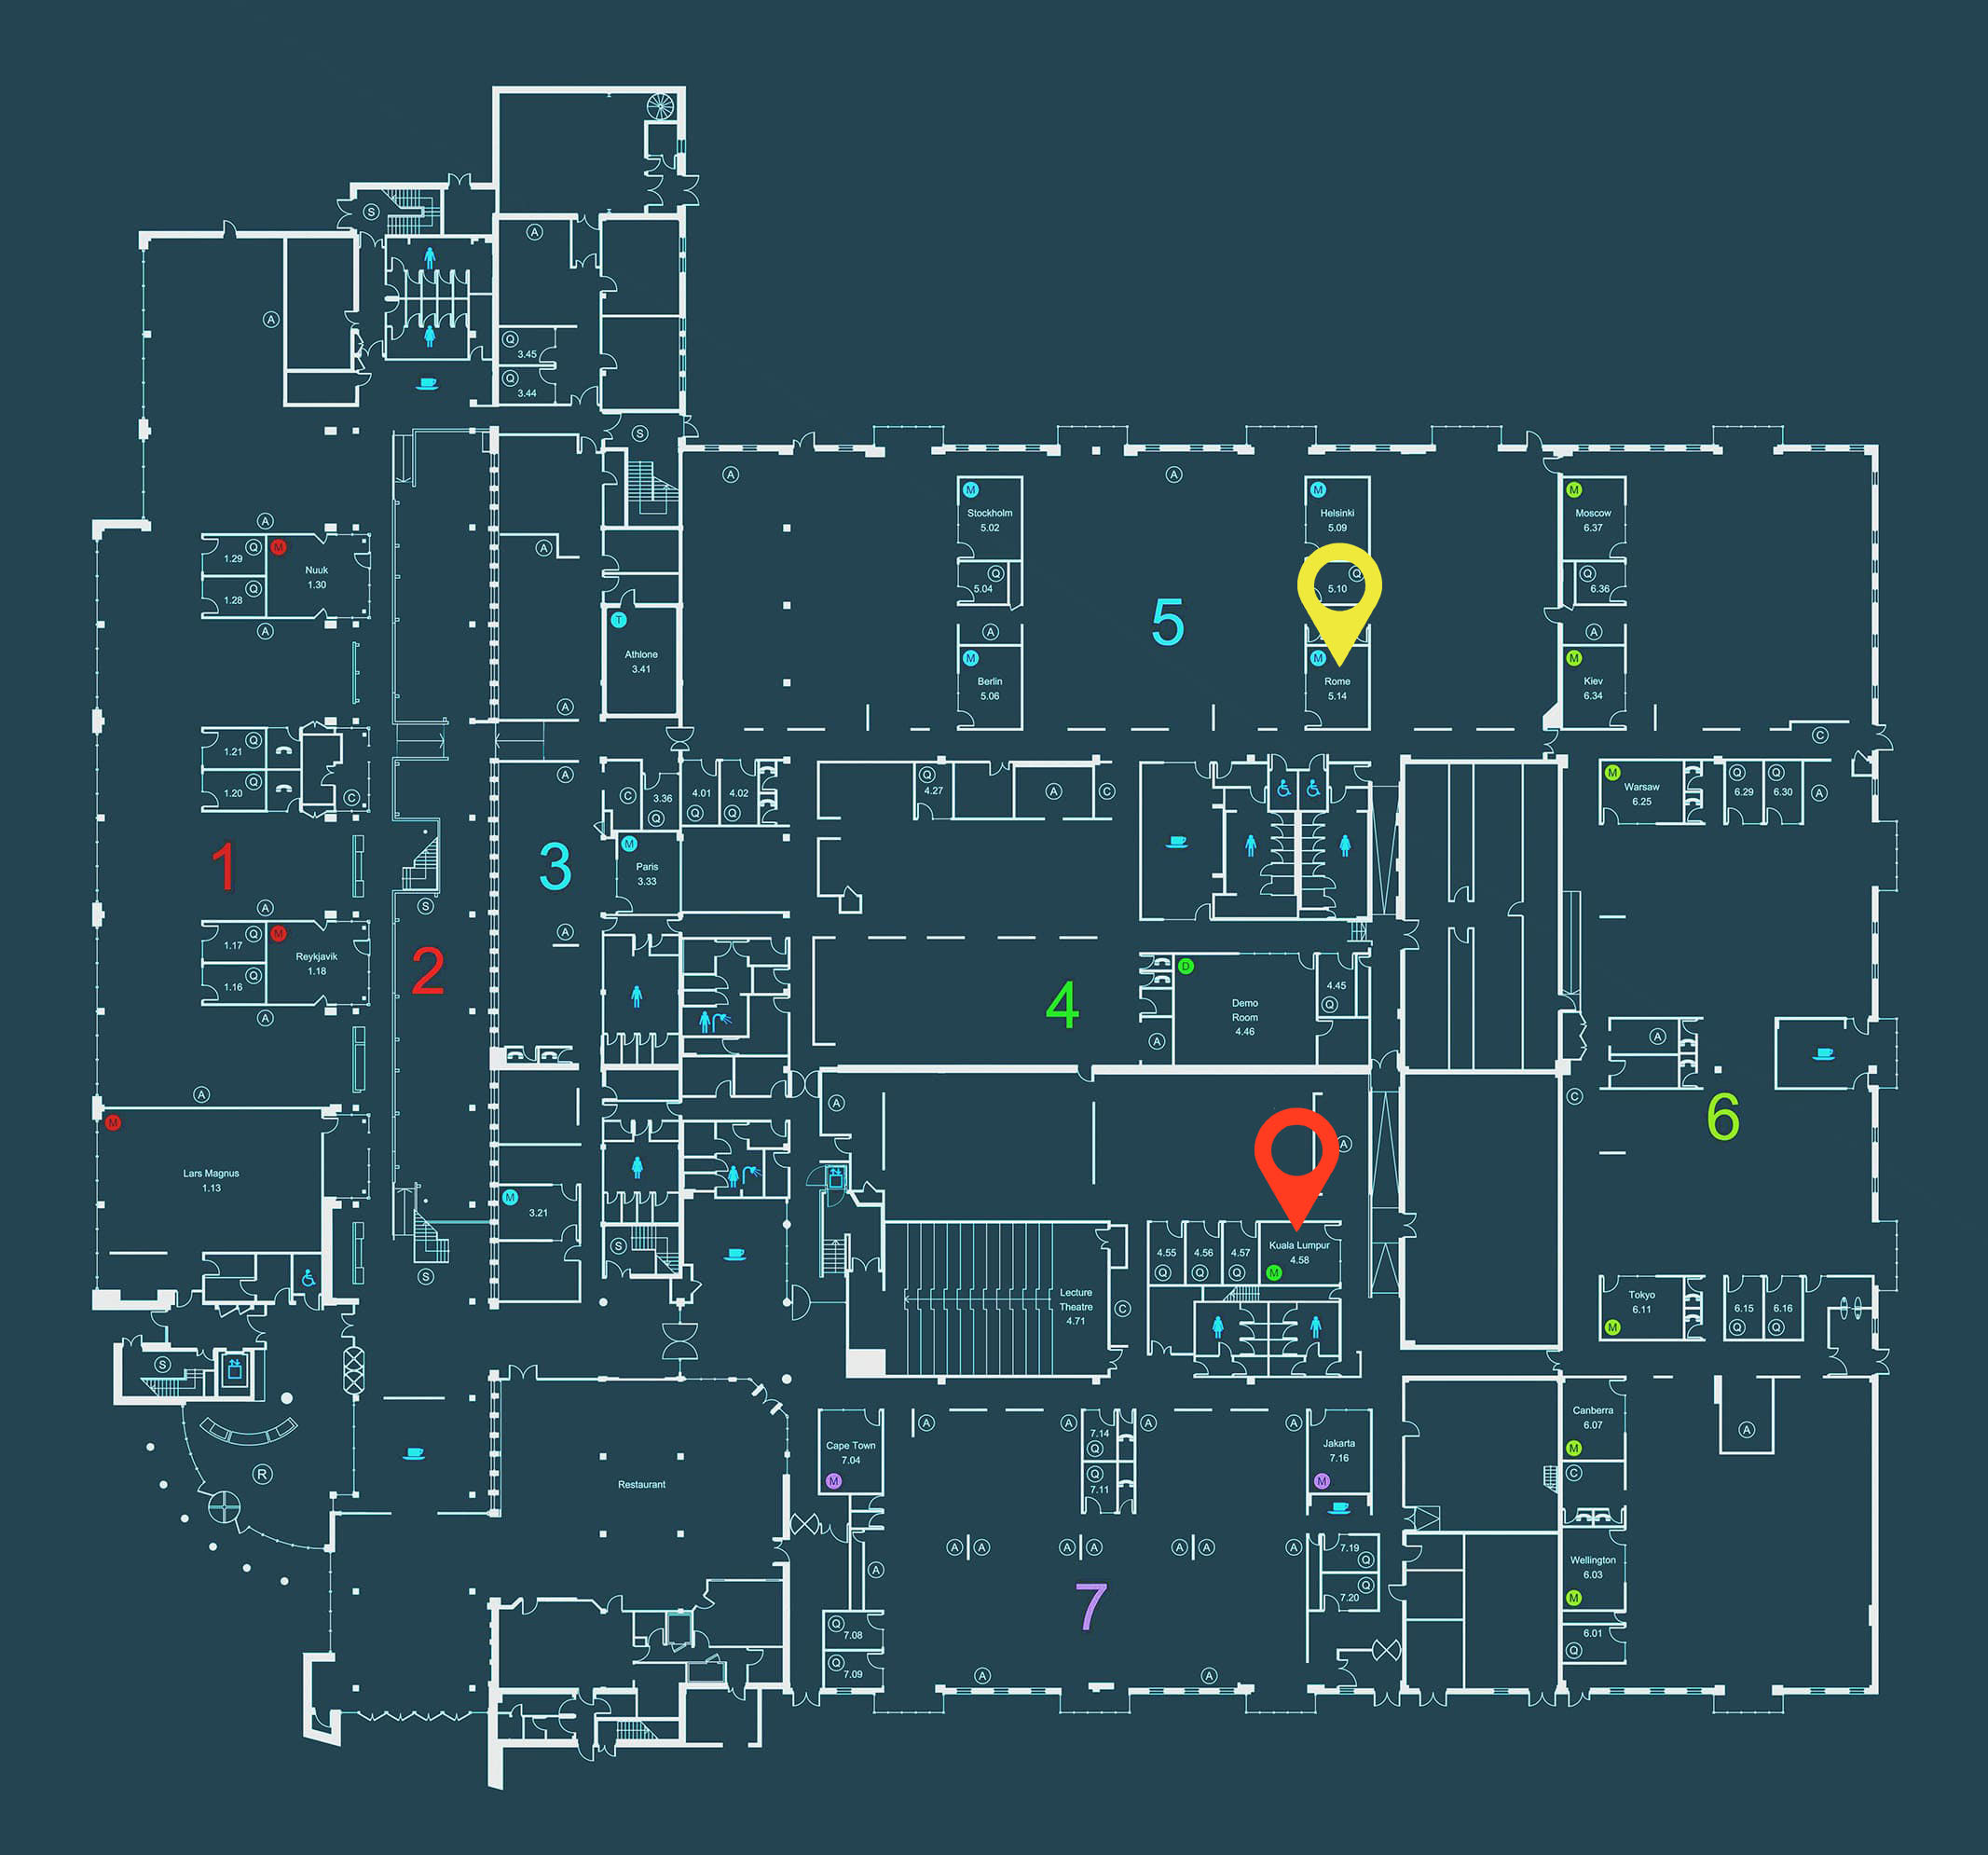 S
A
A
Q
3.45
Q
3.44
S
A
A
M
Stockholm
5.02
M
Helsinki
5.09
M
Moscow
6.37
A
Q
1.29
M
Nuuk
1.30
Q
1.28
A
A
Q
5.04
Q
5.10
Q
6.36
5
T
Athlone
3.41
A
A
M
Berlin
5.06
M
Rome
5.14
M
Kiev
6.34
A
C
Q
1.21
Q
1.20
C
A
C
3.36
Q
4.01
Q
4.02
Q
Q
4.27
A
C
M
Warsaw
6.25
Q
6.29
Q
6.30
A
1
3
M
Paris
3.33
A
S
A
Q
1.17
M
Reykjavik
1.18
Q
1.16
A
2
4
D
Demo
Room
4.46
4.45
Q
A
A
C
6
A
M
Lars Magnus
1.13
A
A
M
3.21
S
S
4.55
Q
4.56
Q
4.57
Q
Kuala Lumpur
4.58
M
Lecture
Theatre
4.71
C
Tokyo
6.11
M
6.15
Q
6.16
Q
S
R
Restaurant
Cape Town
7.04
M
A
A
7.14
Q
Q
7.11
A
A
Jakarta
7.16
M
Canberra
6.07
M
C
A
A
A
A
A
A
A
A
A
7.19
Q
Q
7.20
Wellington
6.03
M
7
Q
7.08
Q
7.09
A
A
6.01
Q